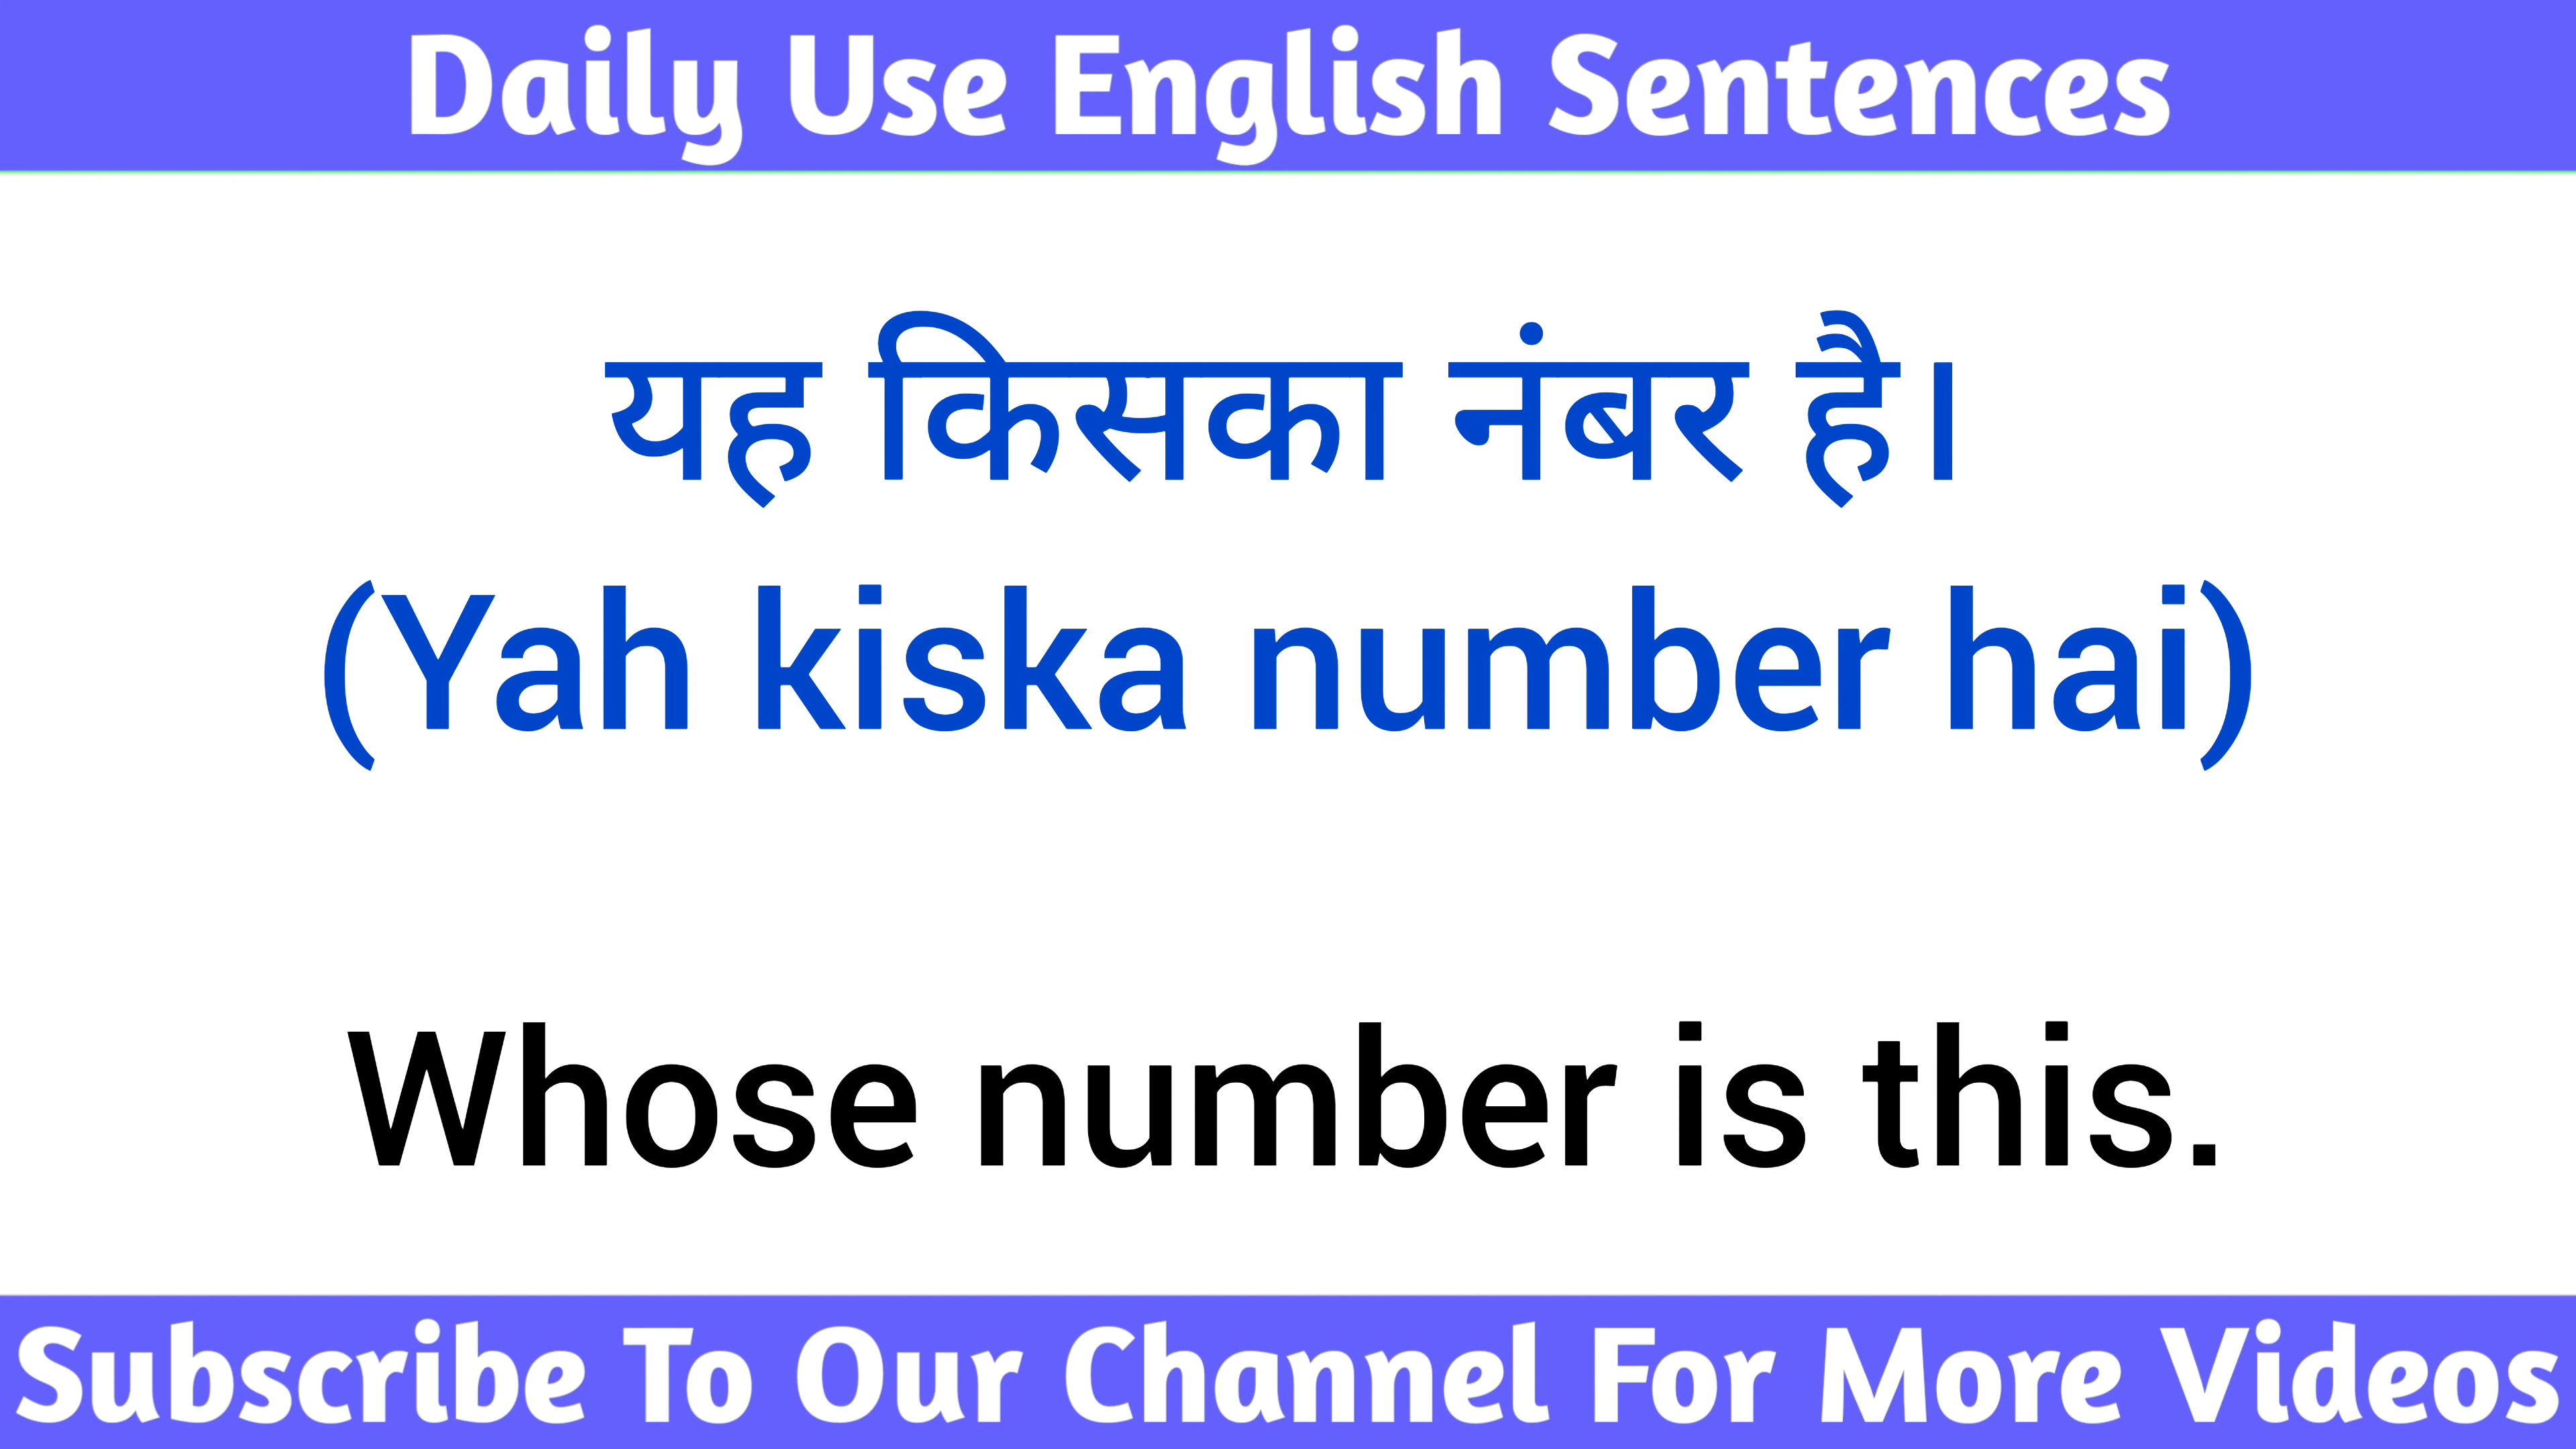 Daily Use English Sentences
यह किसका नंबर है।
(Yah kiska number hai)
Whose number is this.
Subscribe To Our Channel For More Videos